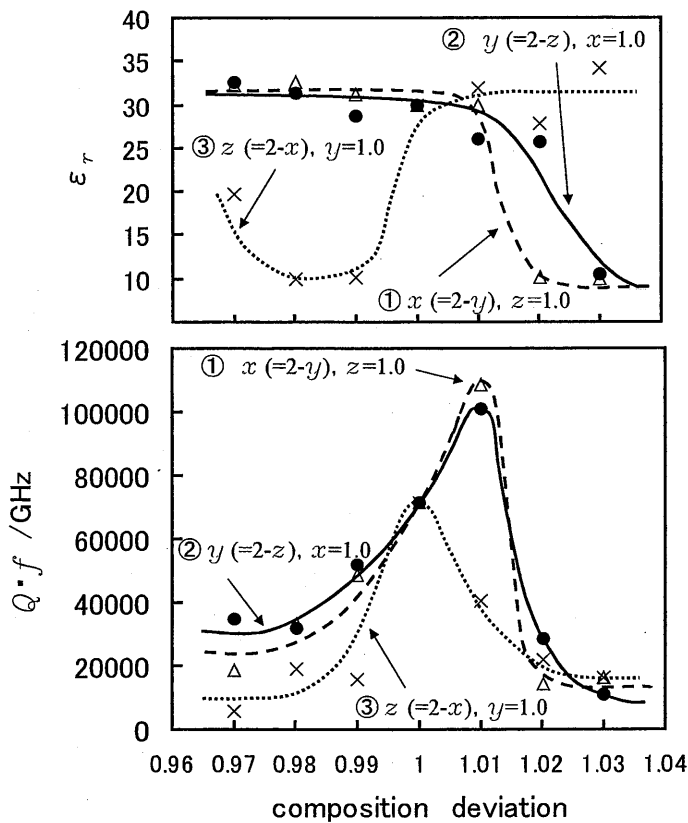 40
② y (=2-z), x=1.0
35
30
25
③ z (=2-x), y=1.0
εr
20
15
10
① x (=2-y), z=1.0
120000
① x (=2-y), z=1.0
100000
80000
60000
Q・f /GHz
② y (=2-z), x=1.0
40000
20000
③ z (=2-x), y=1.0
0
0.96 0.97 0.98 0.99 1 1.01 1.02 1.03 1.04
composition deviation